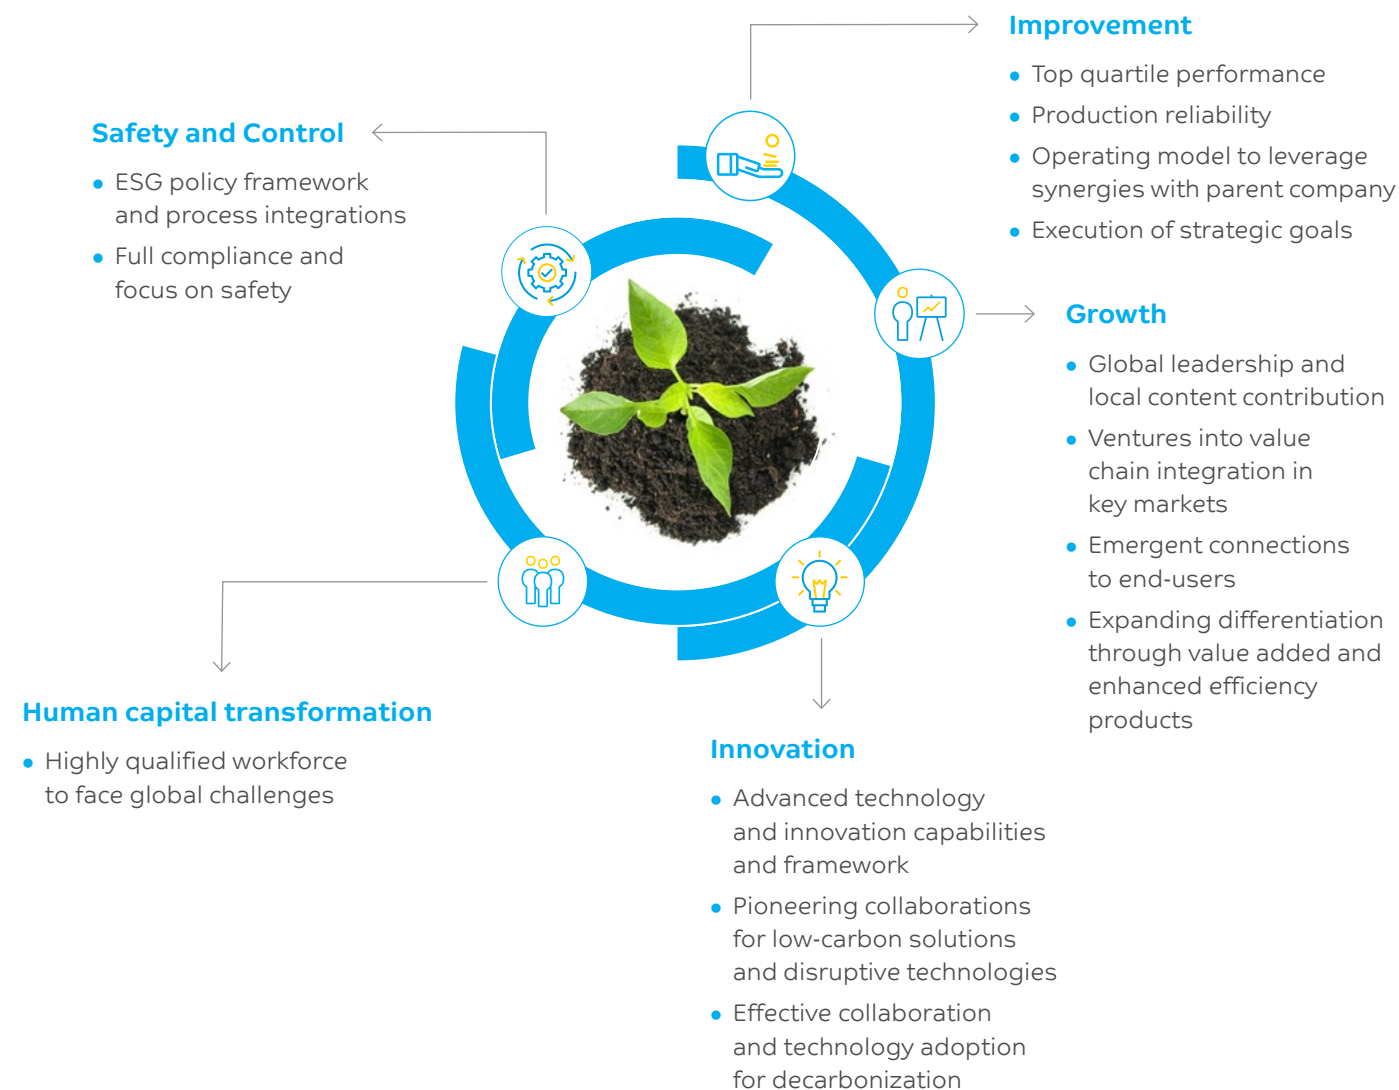 Improvement
Top quartile performance
Production reliability
Operating model to leverage
synergies with parent company
Execution of strategic goals
Safety and Control
ESG policy framework
and process integrations
Full compliance and
focus on safety
Growth
Global leadership and
local content contribution
Ventures into value
chain integration in
key markets
Emergent connections
to end-users
Expanding differentiation
through value added and
enhanced efficiency
products
Human capital transformation
Highly qualified workforce
to face global challenges
Innovation
Advanced technology
and innovation capabilities
and framework
Pioneering collaborations
for low-carbon solutions
and disruptive technologies
Effective collaboration
and technology adoption
for decarbonization